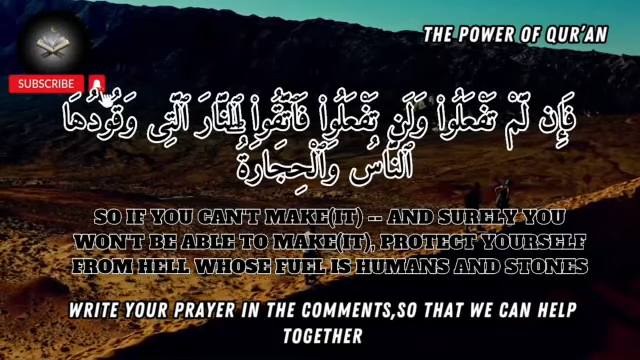 THE POWER OF QUR'AN
SUBSCRIBE
فَإِن لَّمْ تَفْعَلُوا۟ وَلَن تَفْعَلُوا۟ فَٱتَّقُوا۟ ٱلنَّارَ ٱلَّتِى وَقُودُهَا
ٱلنَّاسُ وَٱلْحِجَارَةُ
SO IF YOU CAN'T MAKE(IT) -- AND SURELY YOU
WON'T BE ABLE TO MAKE(IT), PROTECT YOURSELF
FROM HELL WHOSE FUEL IS HUMANS AND STONES
WRITE YOUR PRAYER IN THE COMMENTS,SO THAT WE CAN HELP
TOGETHER